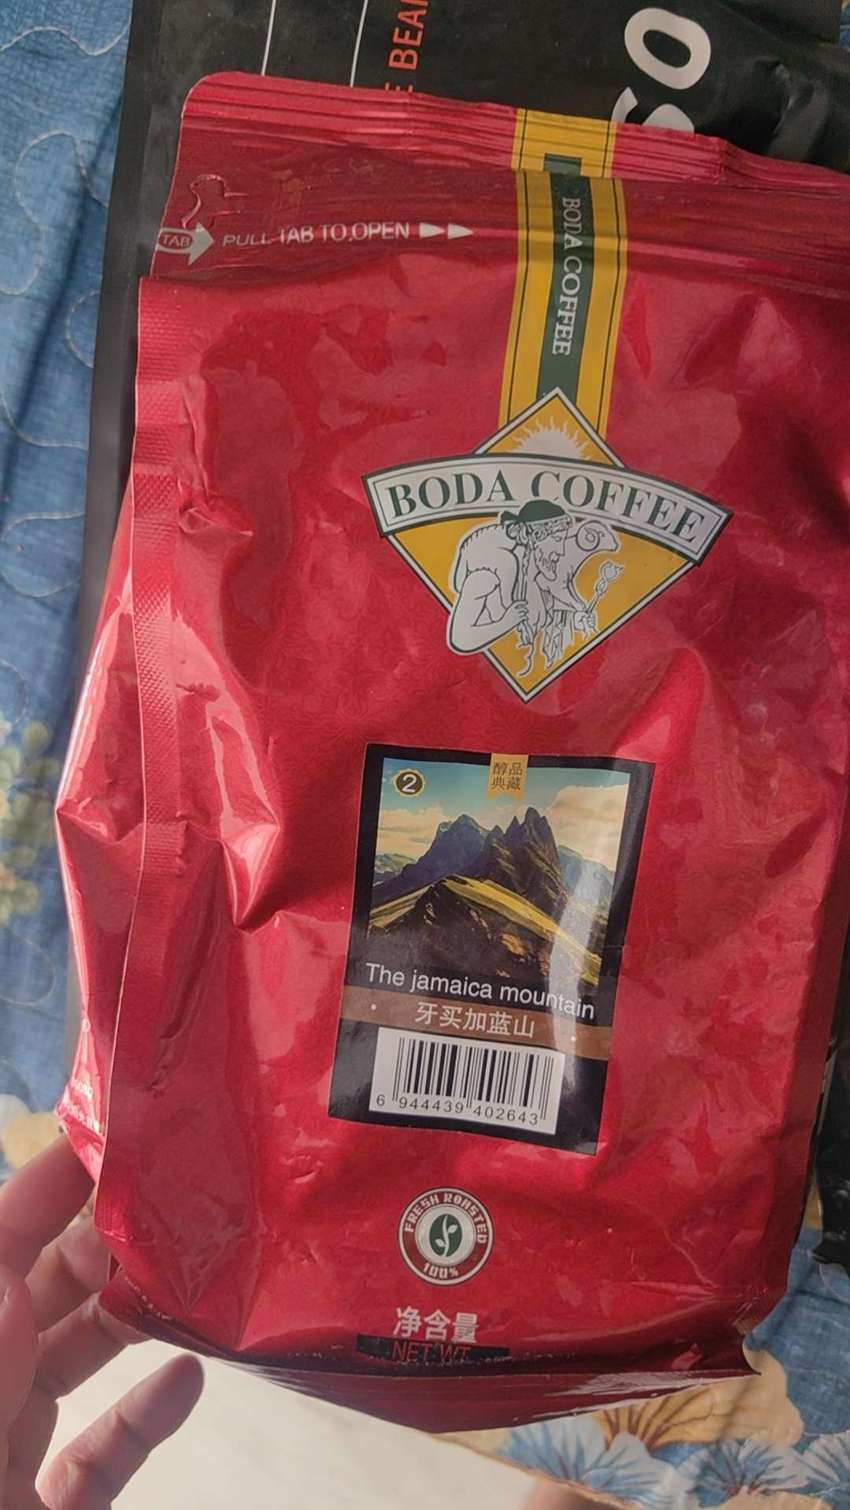 E BEA
SO
TAB
PULL TAB TO OPEN
BODA COFFEE
BODA COFFEE
2
醇品
典藏
The jamaica mountain
牙买加蓝山
6 944439 402643
FRESH ROASTED
100%
净含量
NET WT